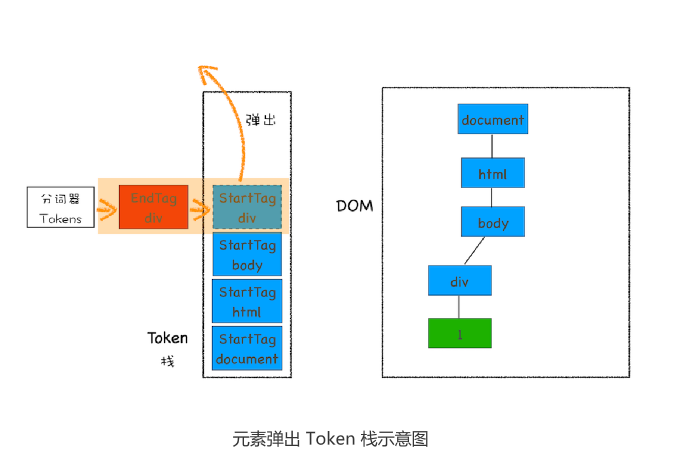 弹出
分词器
Tokens
EndTag
div
StartTag
div
StartTag
body
StartTag
html
StartTag
document
Token
栈
DOM
document
html
body
div
1
元素弹出 Token 栈示意图